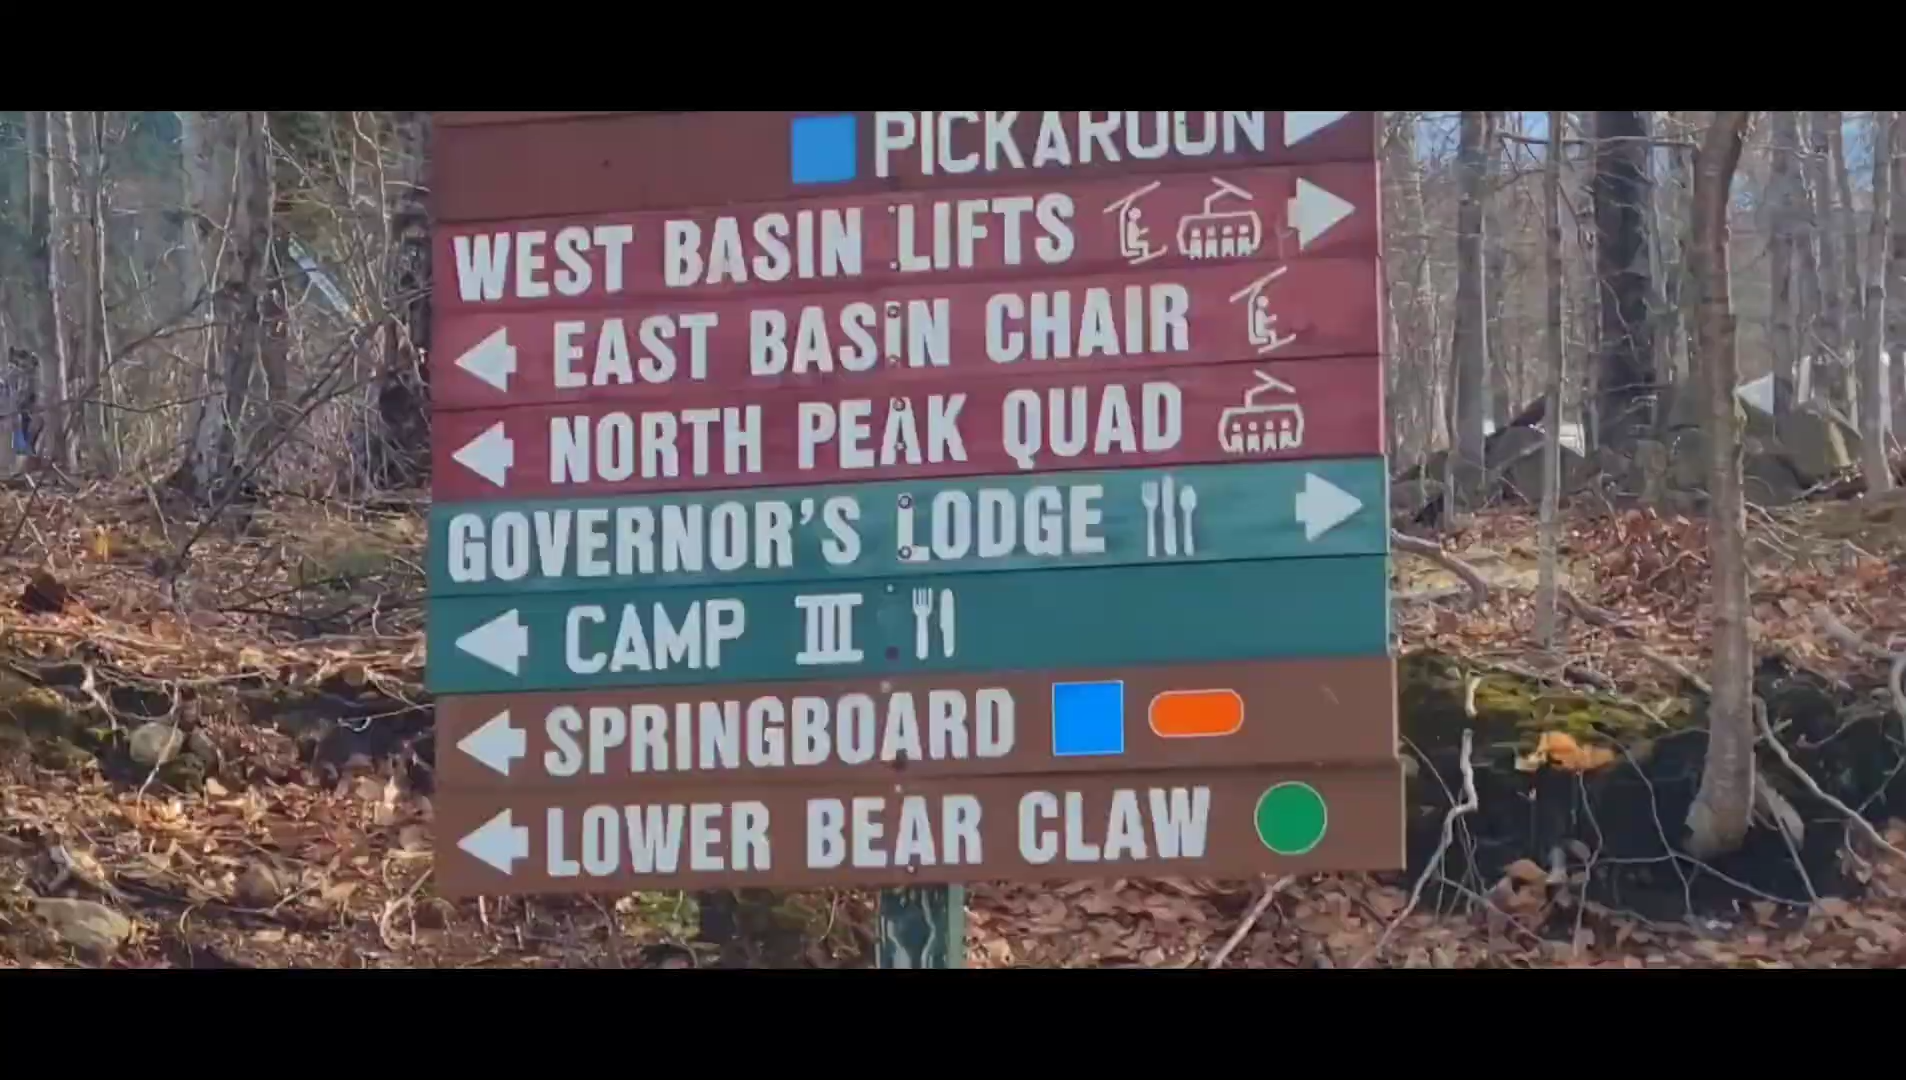 PICKAROON
WEST BASIN LIFTS
EAST BASIN CHAIR
NORTH PEAK QUAD
GOVERNOR'S LODGE
CAMP III
SPRINGBOARD
LOWER BEAR CLAW